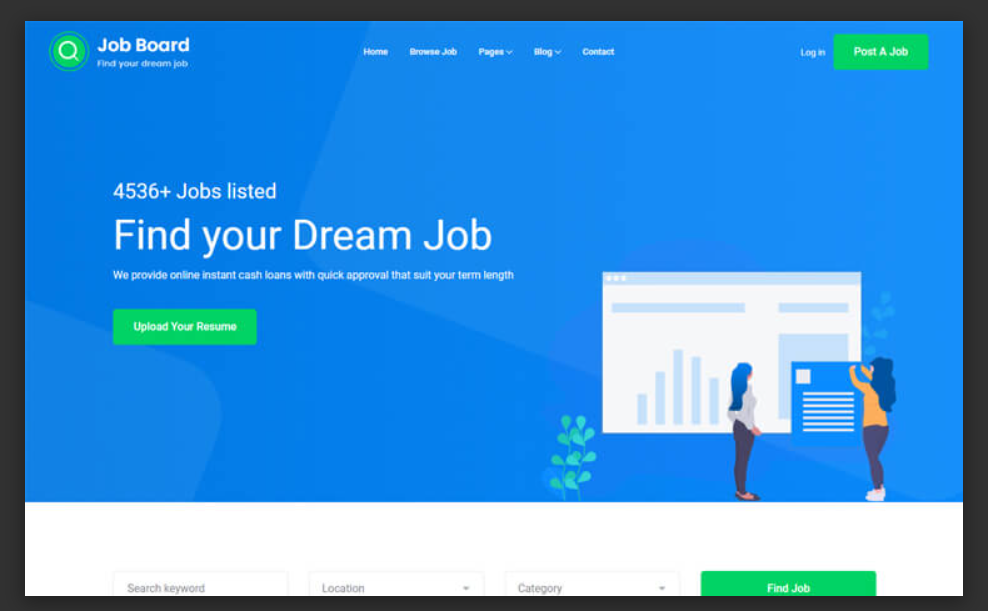 Job Board
Find your dream job
Home Browse Job Pages Blog Contact
Log in Post A Job
4536+ Jobs listed
Find your Dream Job
We provide online instant cash loans with quick approval that suit your term length
Upload Your Resume
Search keyword Location Category Find Job